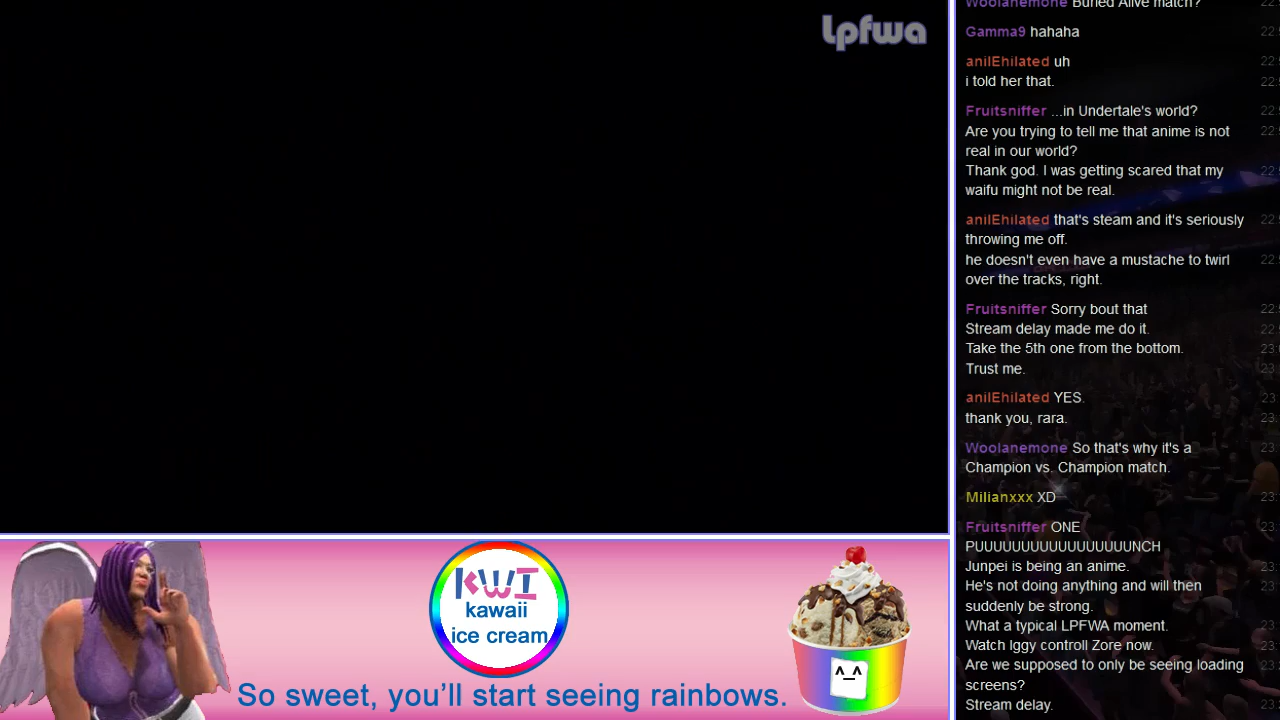 lpfwa
Woolanemone Buried Alive match?
Gamma9 hahaha
anilEhilated uh
i told her that.
Fruitsniffer ...in Undertale's world?
Are you trying to tell me that anime is not
real in our world?
Thank god. I was getting scared that my
waifu might not be real.
anilEhilated that's steam and it's seriously
throwing me off.
he doesn't even have a mustache to twirl
over the tracks, right.
Fruitsniffer Sorry bout that
Stream delay made me do it.
Take the 5th one from the bottom.
Trust me.
anilEhilated YES.
thank you, rara.
Woolanemone So that's why it's a
Champion vs. Champion match.
Milianxxx XD
Fruitsniffer ONE
PUUUUUUUUUUUUUUUUUNCH
Junpei is being an anime.
He's not doing anything and will then
suddenly be strong.
What a typical LPFWA moment.
Watch Iggy controll Zore now.
Are we supposed to only be seeing loading
screens?
Stream delay.
KWI
kawaii
ice cream
^_^
So sweet, you'll start seeing rainbows.